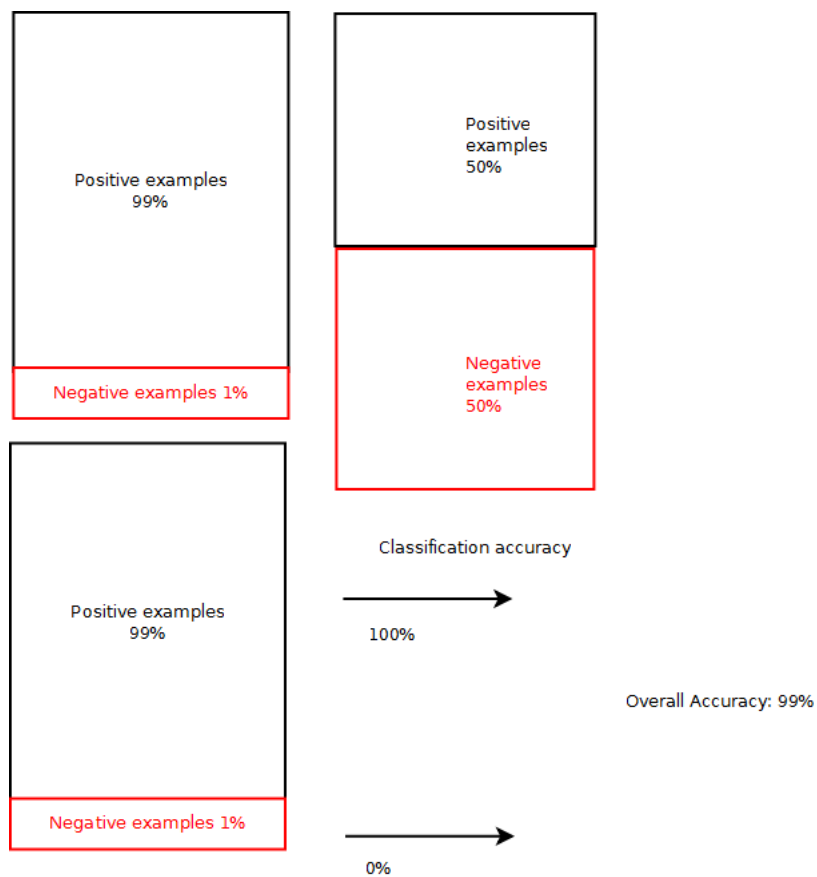 Positive examples
99%
Negative examples 1%
Positive
examples
50%
Negative
examples
50%
Positive examples
99%
Negative examples 1%
Classification accuracy
100%
0%
Overall Accuracy: 99%